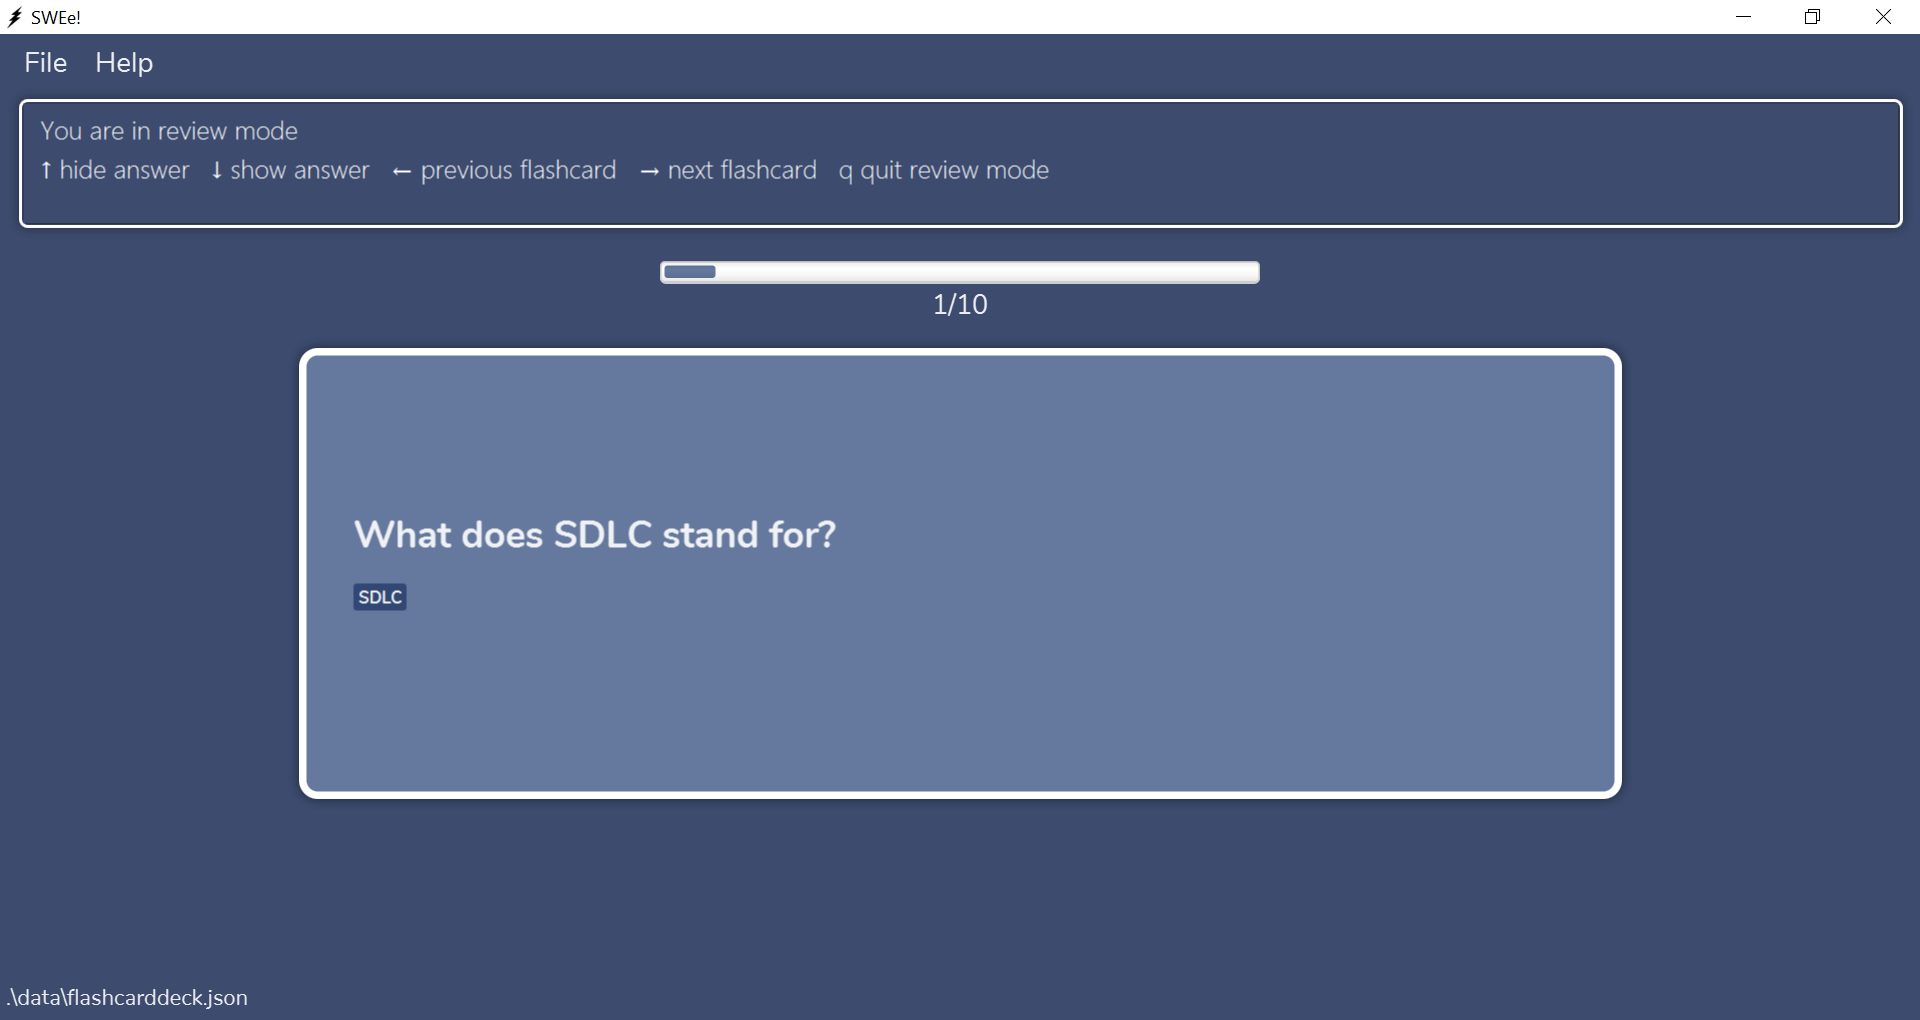 SWEe!
File Help
You are in review mode
↑ hide answer ↓ show answer ← previous flashcard → next flashcard q quit review mode
1/10
What does SDLC stand for?
SDLC
.\data\flashcarddeck.json